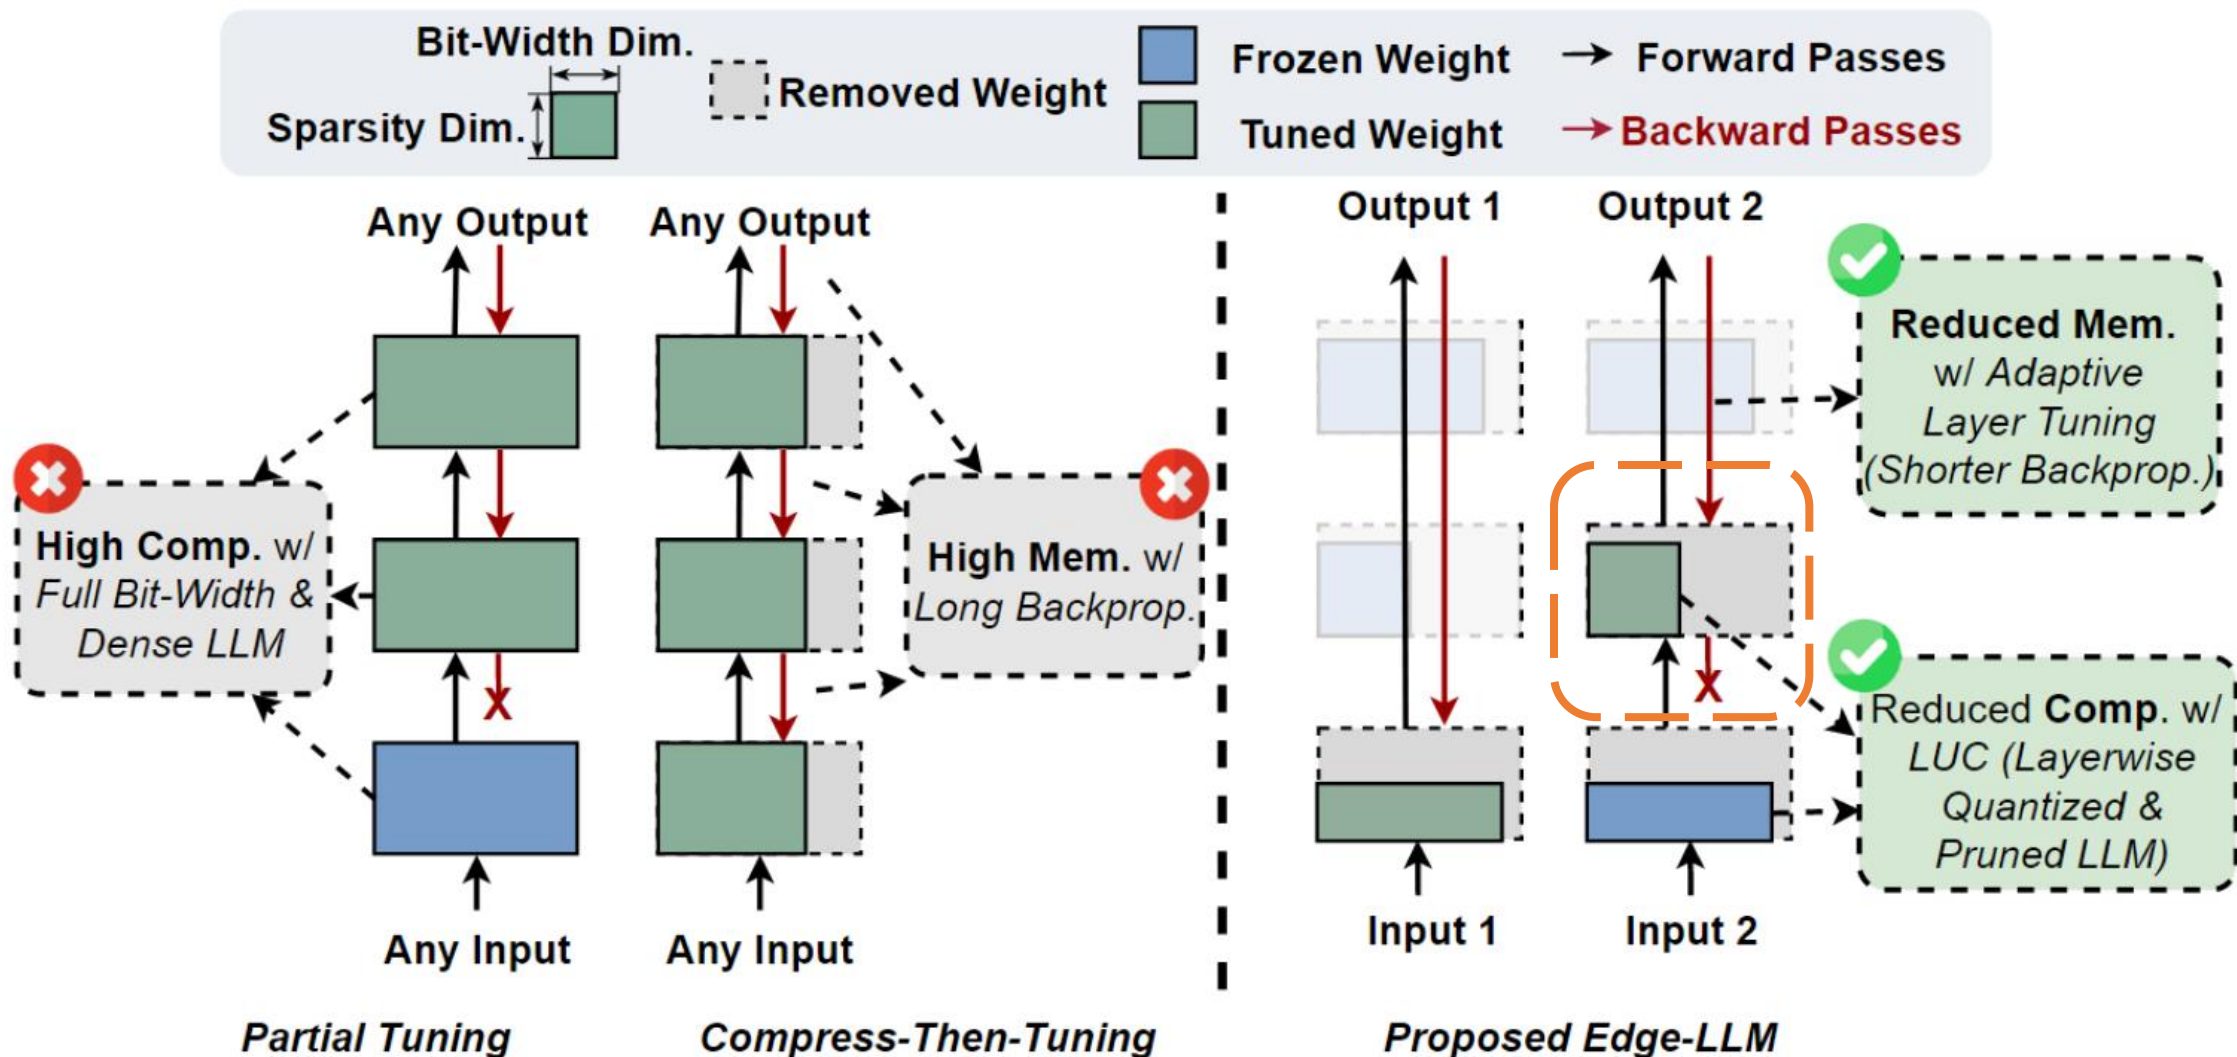 Bit-Width Dim.
Sparsity Dim.
Removed Weight
Frozen Weight
Tuned Weight
Forward Passes
Backward Passes
Any Output
Any Output
Output 1
Output 2
High Comp. w/
Full Bit-Width &
Dense LLM
X
High Mem. w/
Long Backprop.
Reduced Mem.
w/ Adaptive
Layer Tuning
(Shorter Backprop.)
X
Reduced Comp. w/
LUC (Layerwise
Quantized &
Pruned LLM)
Any Input
Any Input
Input 1
Input 2
Partial Tuning
Compress-Then-Tuning
Proposed Edge-LLM